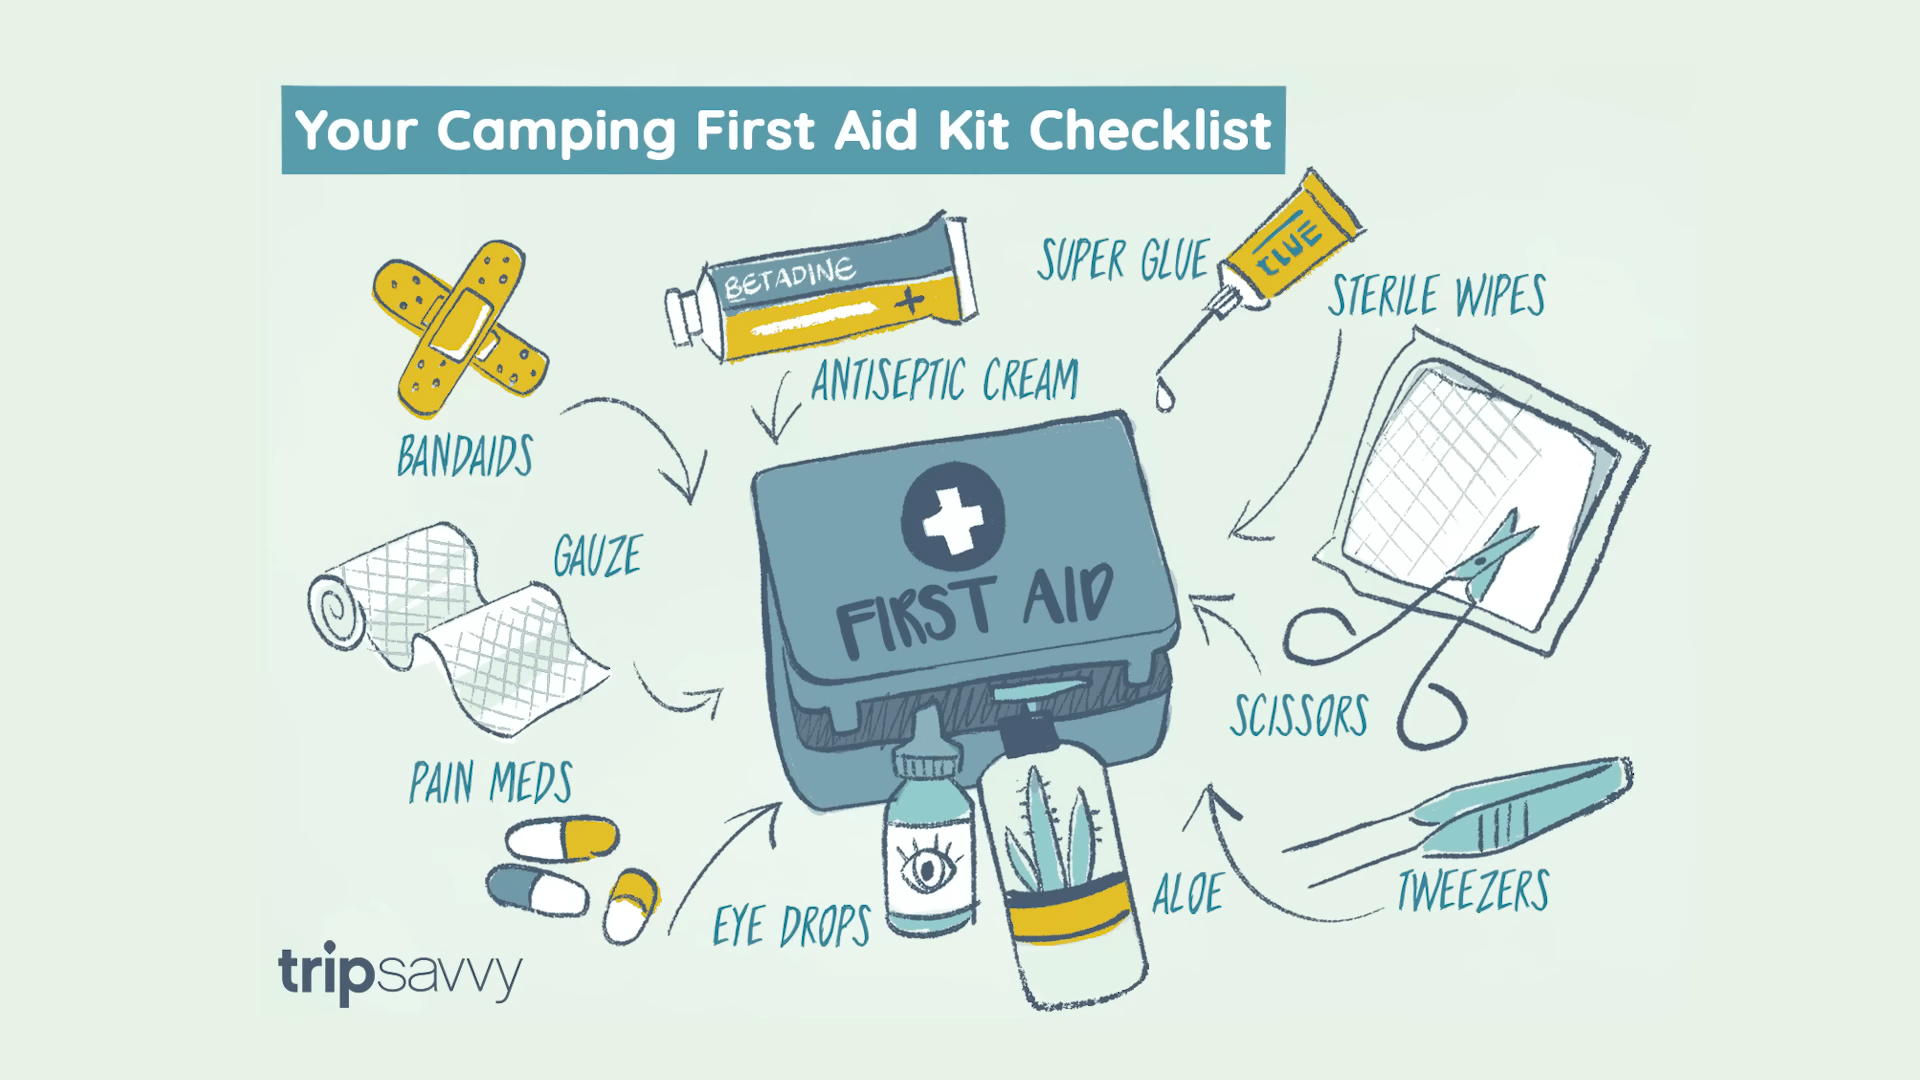 Your Camping First Aid Kit Checklist
BETADINE
SUPER GLUE
GLUE
STERILE WIPES
ANTISEPTIC CREAM
BANDAIDS
GAUZE
FIRST AID
SCISSORS
PAIN MEDS
TWEEZERS
ALOE
EYE DROPS
tripsavvy